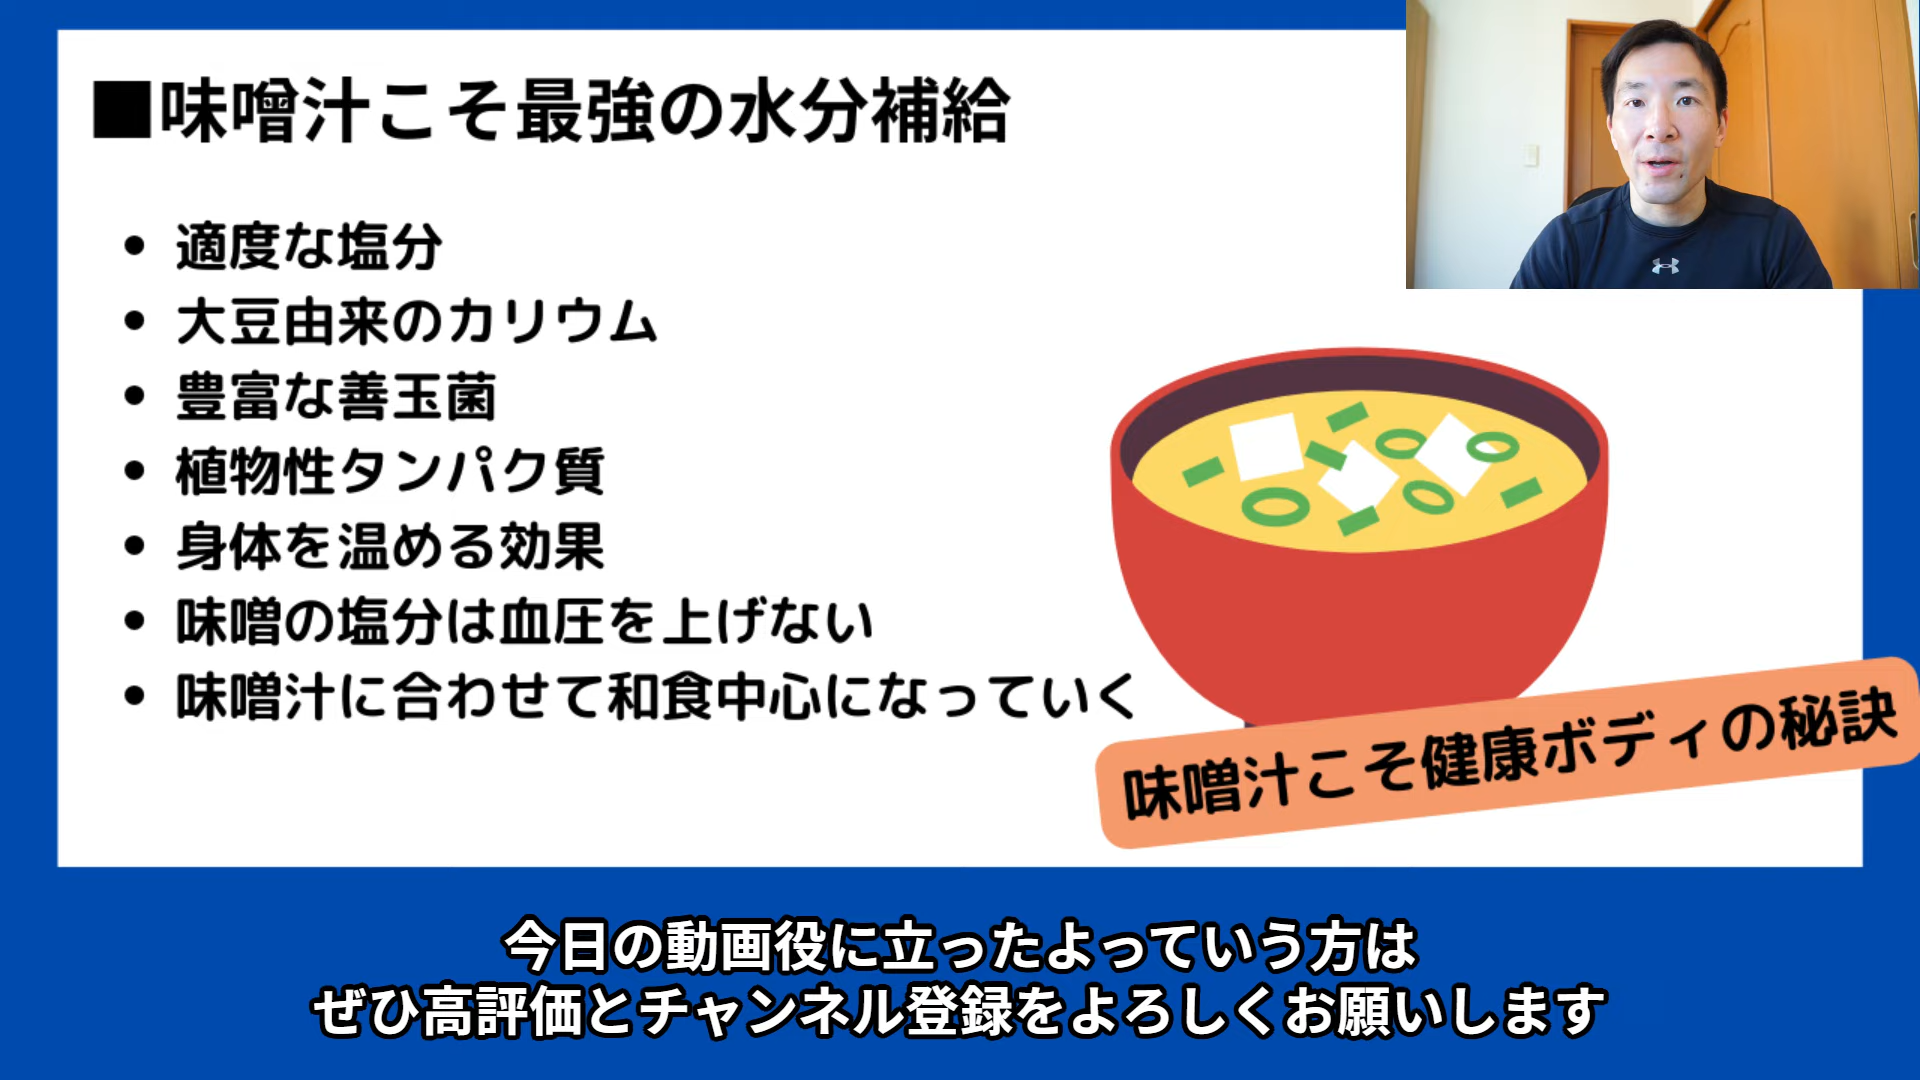 ■味噌汁こそ最強の水分補給
• 適度な塩分
• 大豆由来のカリウム
• 豊富な善玉菌
• 植物性タンパク質
• 身体を温める効果
• 味噌の塩分は血圧を上げない
• 味噌汁に合わせて和食中心になっていく
味噌汁こそ健康ボディの秘訣
今日の動画役に立ったよっていう方は
ぜひ高評価とチャンネル登録をよろしくお願いします